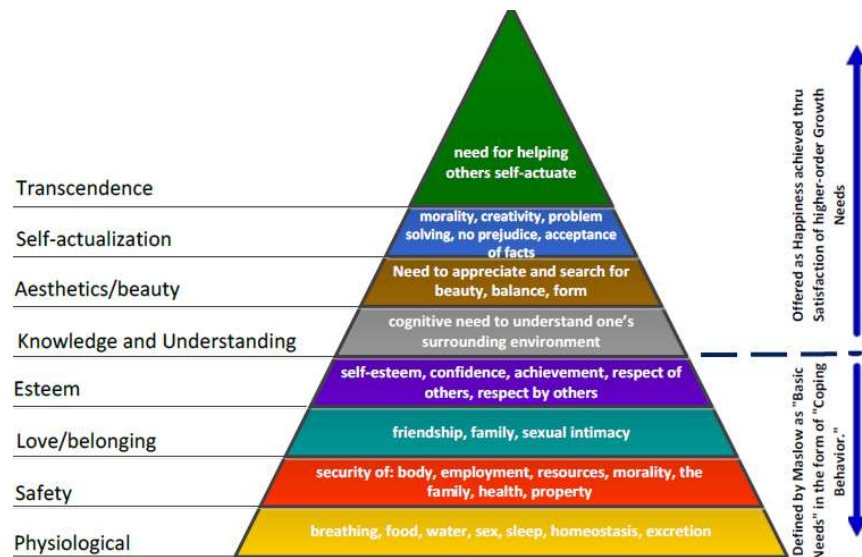 need for helping
others self-actuate
Transcendence
morality, creativity, problem
solving, no prejudice, acceptance
of facts
Self-actualization
Need to appreciate and search for
beauty, balance, form
Aesthetics/beauty
cognitive need to understand one's
surrounding environment
Knowledge and Understanding
self-esteem, confidence, achievement, respect of
others, respect by others
Esteem
friendship, family, sexual intimacy
Love/belonging
security of: body, employment, resources, morality, the
family, health, property
Safety
breathing, food, water, sex, sleep, homeostasis, excretion
Physiological
Offered as Happiness achieved thru
Satisfaction of higher-order Growth
Needs
Defined by Maslow as "Basic
Needs" in the form of "Coping
Behavior."